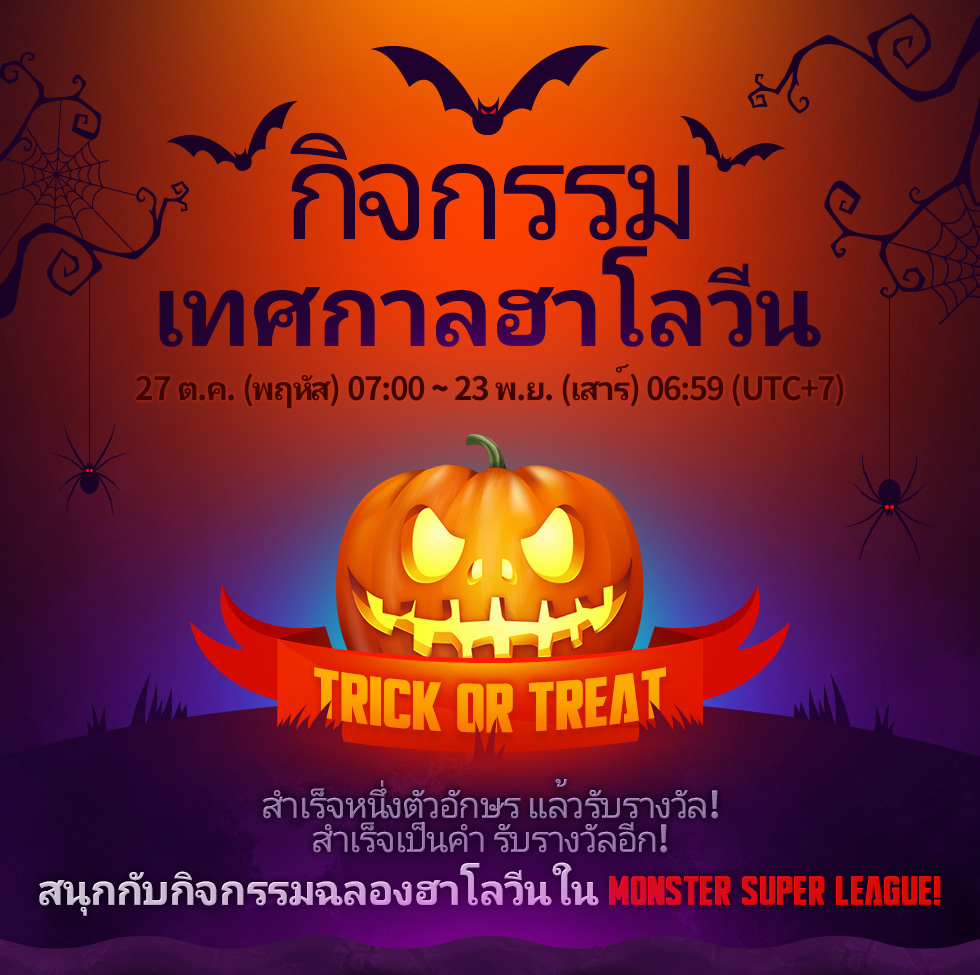 กิจกรรม
เทศกาลฮาโลวีน
27 ต.ค. (พฤหัส) 07:00 ~ 23 พ.ย. (เสาร์) 06:59 (UTC+7)
TRICK OR TREAT
สำเร็จหนึ่งตัวอักษร แล้วรับรางวัล!
สำเร็จเป็นคำ รับรางวัลอีก!
สนุกกับกิจกรรมฉลองฮาโลวีนใน MONSTER SUPER LEAGUE!